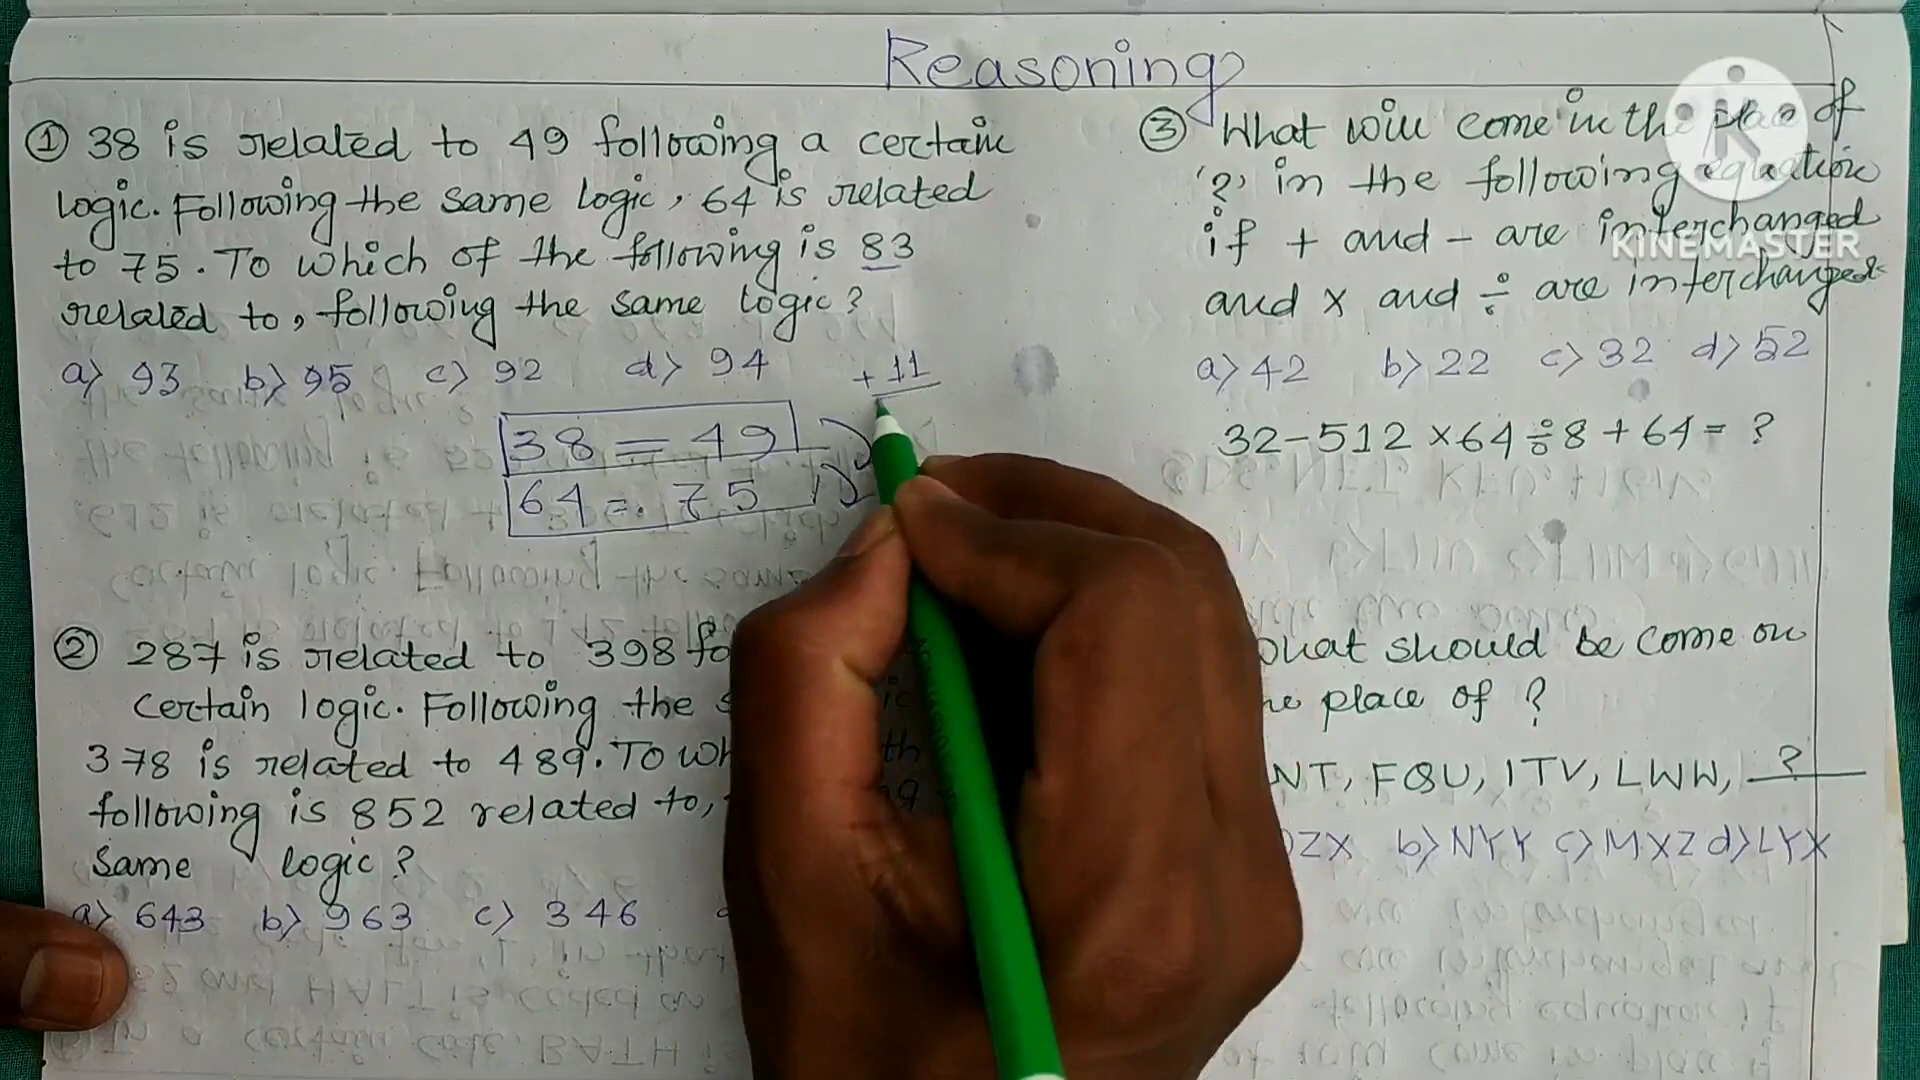 Reasoning
① 38 is related to 49 following a certain
logic. Following the same logic, 64 is related
to 75. To which of the following is 83
related to, following the same logic?
a) 93 b) 95 c) 92 d) 94
+ 11
38 = 49
64 = 75
② 287 is related to 398 fo
certain logic. Following the s
378 is related to 489. To wh
following is 852 related to,
same logic?
a) 643 b) 963 c) 346
③ What will come in the place of
'?' in the following equation
if + and - are interchanged
and × and ÷ are interchanged
a) 42 b) 22 c) 32 d) 52
32-512 × 64 ÷ 8 + 64 = ?
what should be come on
place of ?
NT, FQU, ITV, LWW, ?
ZX b) NYY c) MXZ d) LYX
K
KINEMASTER